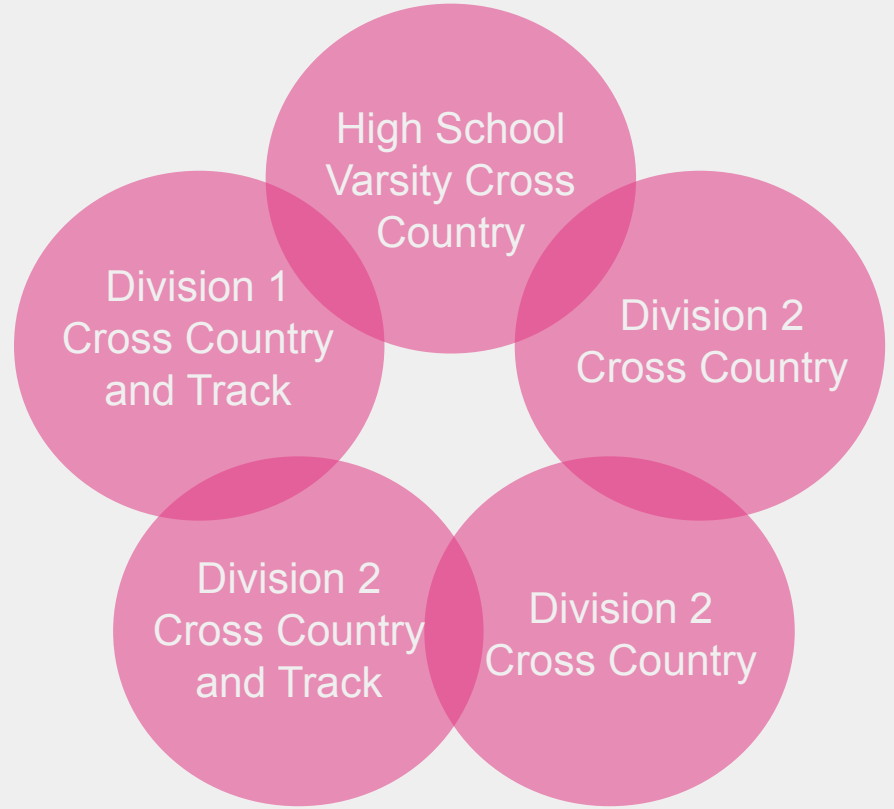 High School
Varsity Cross
Country
Division 1
Cross Country
and Track
Division 2
Cross Country
Division 2
Cross Country
and Track
Division 2
Cross Country